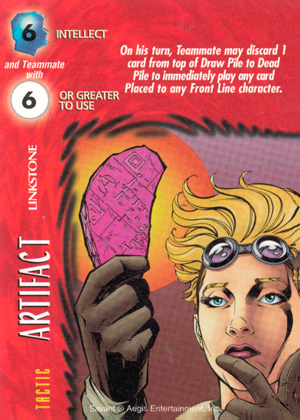 6 INTELLECT
and Teammate
with
6 OR GREATER
TO USE
On his turn, Teammate may discard 1
card from top of Draw Pile to Dead
Pile to immediately play any card
Placed to any Front Line character.
TACTIC
ARTIFACT
LINKSTONE
Savant © Aegis Entertainment, Inc.